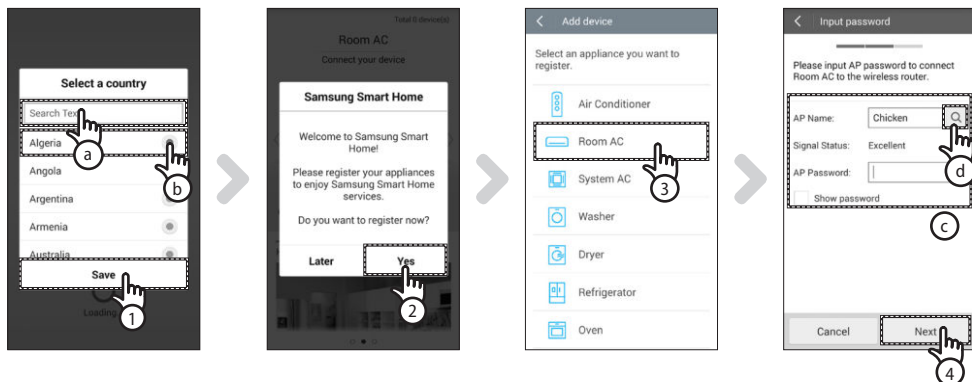 Select a country
Search Text
Algeria
Angola
Argentina
Armenia
Australia
Save
Loading
a
b
1
Total 0 device(s)
Room AC
Connect your device
Samsung Smart Home
Welcome to Samsung Smart
Home!
Please register your appliances
to enjoy Samsung Smart Home
services.
Do you want to register now?
Later
Yes
2
Add device
Select an appliance you want to
register.
Air Conditioner
Room AC
System AC
Washer
Dryer
Refrigerator
Oven
3
Input password
Please input AP password to connect
Room AC to the wireless router.
AP Name:
Chicken
Signal Status:
Excellent
AP Password:
Show password
d
c
Cancel
Next
4